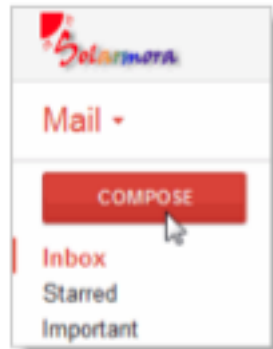 Solarmora
Mail
COMPOSE
Inbox
Starred
Important